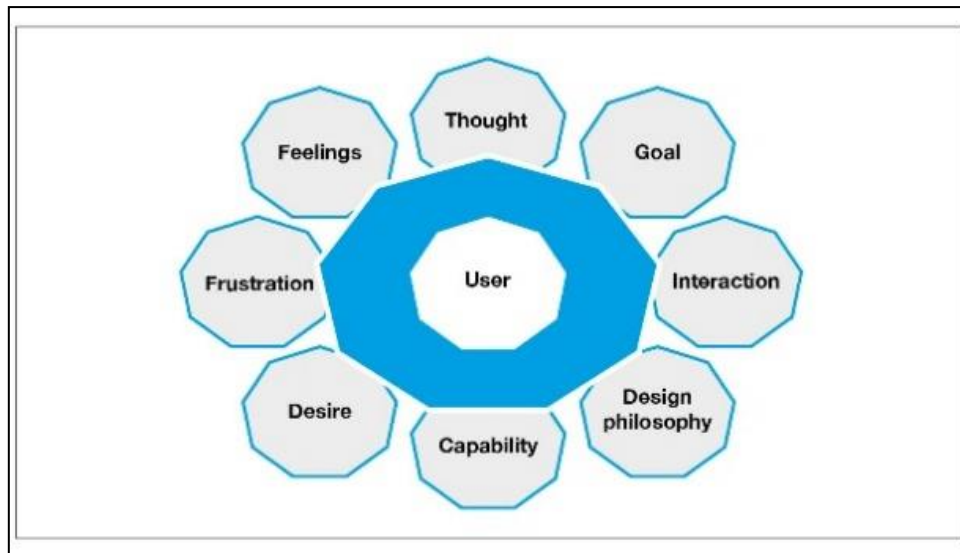 Thought
Feelings
Goal
Frustration
User
Interaction
Desire
Design
philosophy
Capability